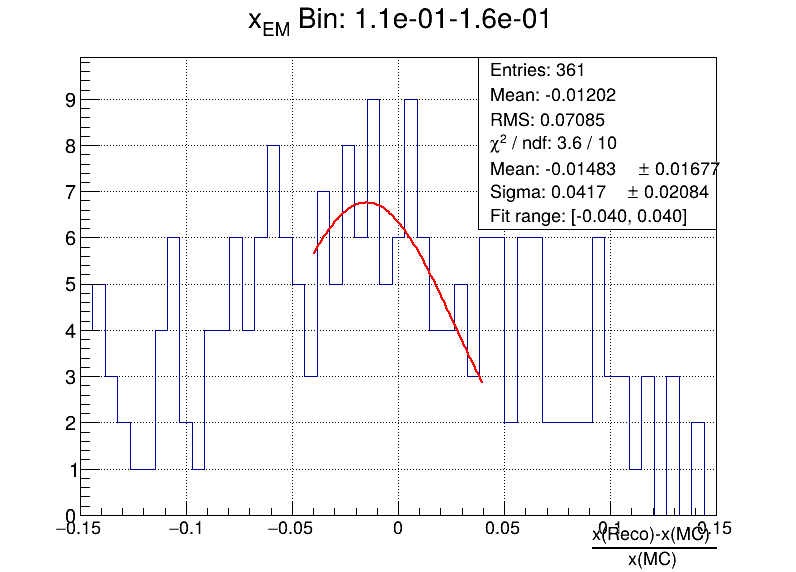 x_EM Bin: 1.1e-01-1.6e-01
Entries: 361
Mean: -0.01202
RMS: 0.07085
χ² / ndf: 3.6 / 10
Mean: -0.01483 ± 0.01677
Sigma: 0.0417 ± 0.02084
Fit range: [-0.040, 0.040]
9
8
7
6
5
4
3
2
1
0
−0.15 −0.1 −0.05 0 0.05 0.1 0.15
x(Reco)-x(MC)
x(MC)